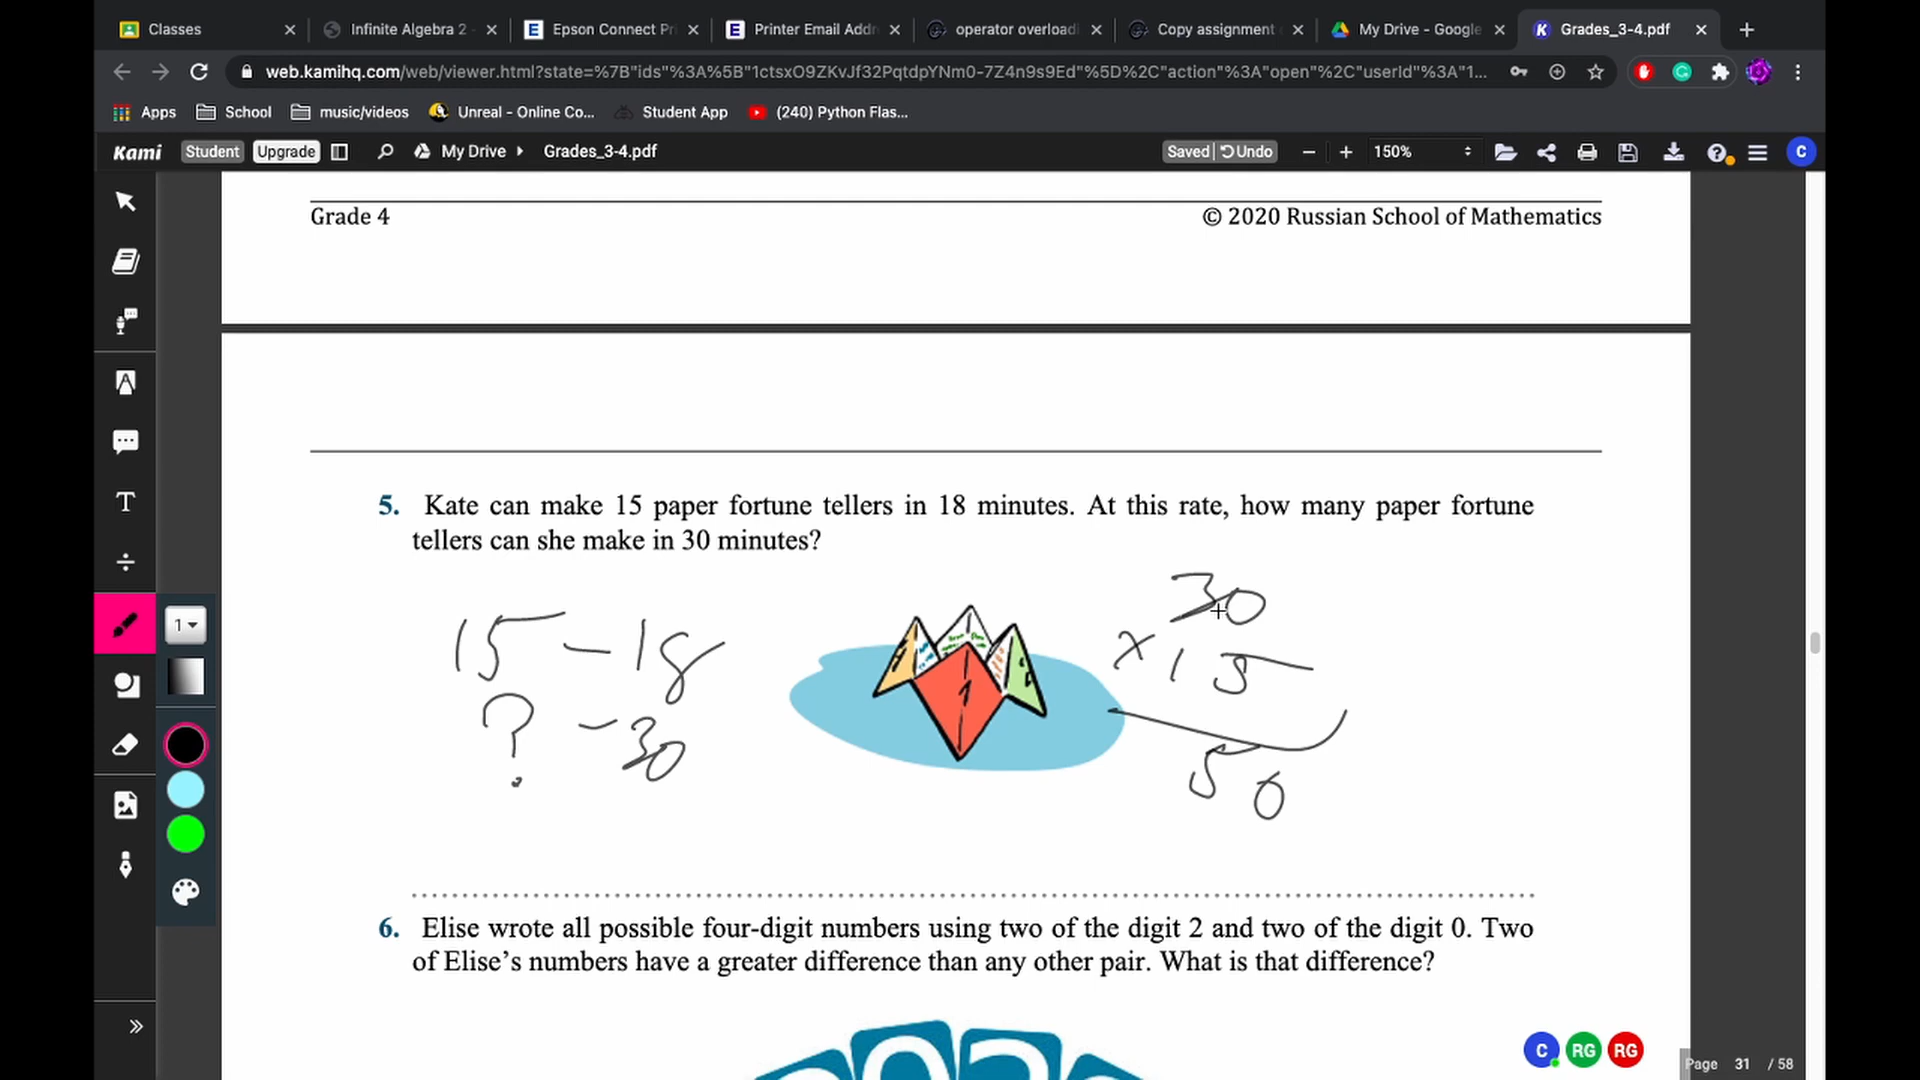 Classes
Infinite Algebra 2 -
Epson Connect Pri
Printer Email Addr
operator overloadi
Copy assignment
My Drive - Google
Grades_3-4.pdf
web.kamihq.com/web/viewer.html?state=%7B"ids"%3A%5B"1ctsxO9ZKvJf32PqtdpYNm0-7Z4n9s9Ed"%5D%2C"action"%3A"open"%2C"userId"%3A"1...
Apps
School
music/videos
Unreal - Online Co...
Student App
(240) Python Flas...
Kami Student Upgrade My Drive Grades_3-4.pdf Saved Undo 150% C
Grade 4
© 2020 Russian School of Mathematics
5. Kate can make 15 paper fortune tellers in 18 minutes. At this rate, how many paper fortune
tellers can she make in 30 minutes?
15 - 18
? - 30
1
30
x 15
50
6. Elise wrote all possible four-digit numbers using two of the digit 2 and two of the digit 0. Two
of Elise's numbers have a greater difference than any other pair. What is that difference?
C RG RG
Page 31 / 58